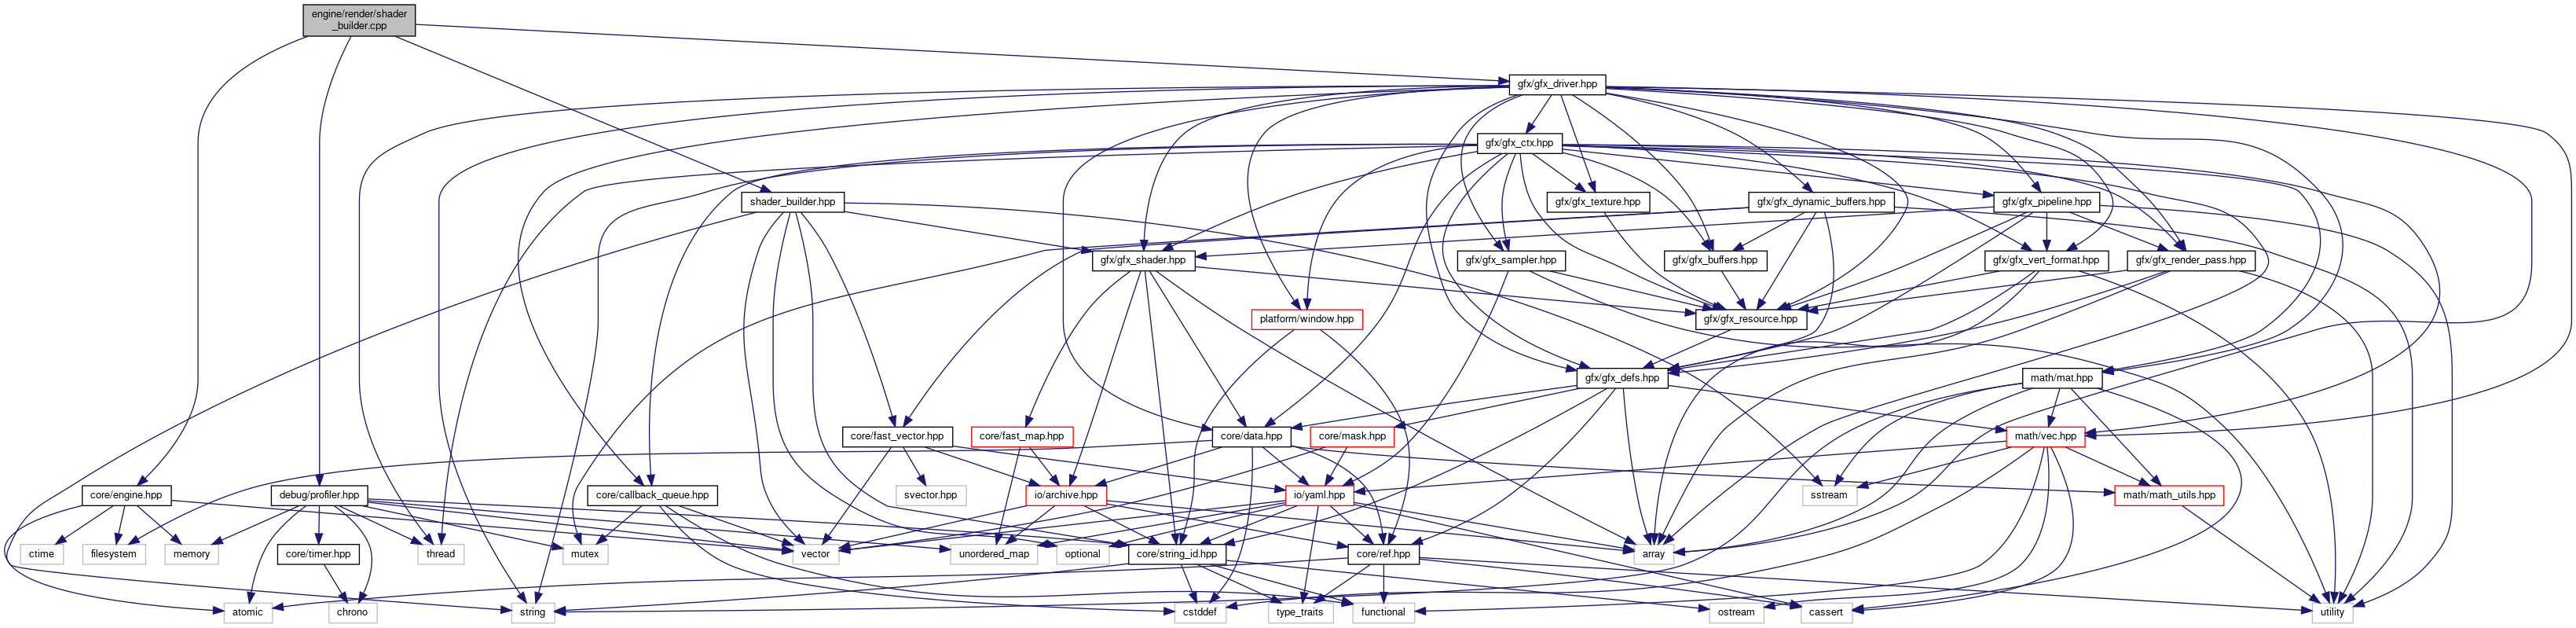 engine/render/shader
_builder.cpp
gfx/gfx_driver.hpp
gfx/gfx_ctx.hpp
shader_builder.hpp
gfx/gfx_texture.hpp
gfx/gfx_dynamic_buffers.hpp
gfx/gfx_pipeline.hpp
gfx/gfx_shader.hpp
gfx/gfx_sampler.hpp
gfx/gfx_buffers.hpp
gfx/gfx_vert_format.hpp
gfx/gfx_render_pass.hpp
platform/window.hpp
gfx/gfx_resource.hpp
gfx/gfx_defs.hpp
math/mat.hpp
core/fast_vector.hpp
core/fast_map.hpp
core/data.hpp
core/mask.hpp
math/vec.hpp
core/engine.hpp
debug/profiler.hpp
core/callback_queue.hpp
svector.hpp
io/archive.hpp
io/yaml.hpp
sstream
math/math_utils.hpp
ctime
filesystem
memory
core/timer.hpp
thread
mutex
vector
unordered_map
optional
core/string_id.hpp
core/ref.hpp
array
atomic
chrono
string
cstddef
type_traits
functional
ostream
cassert
utility